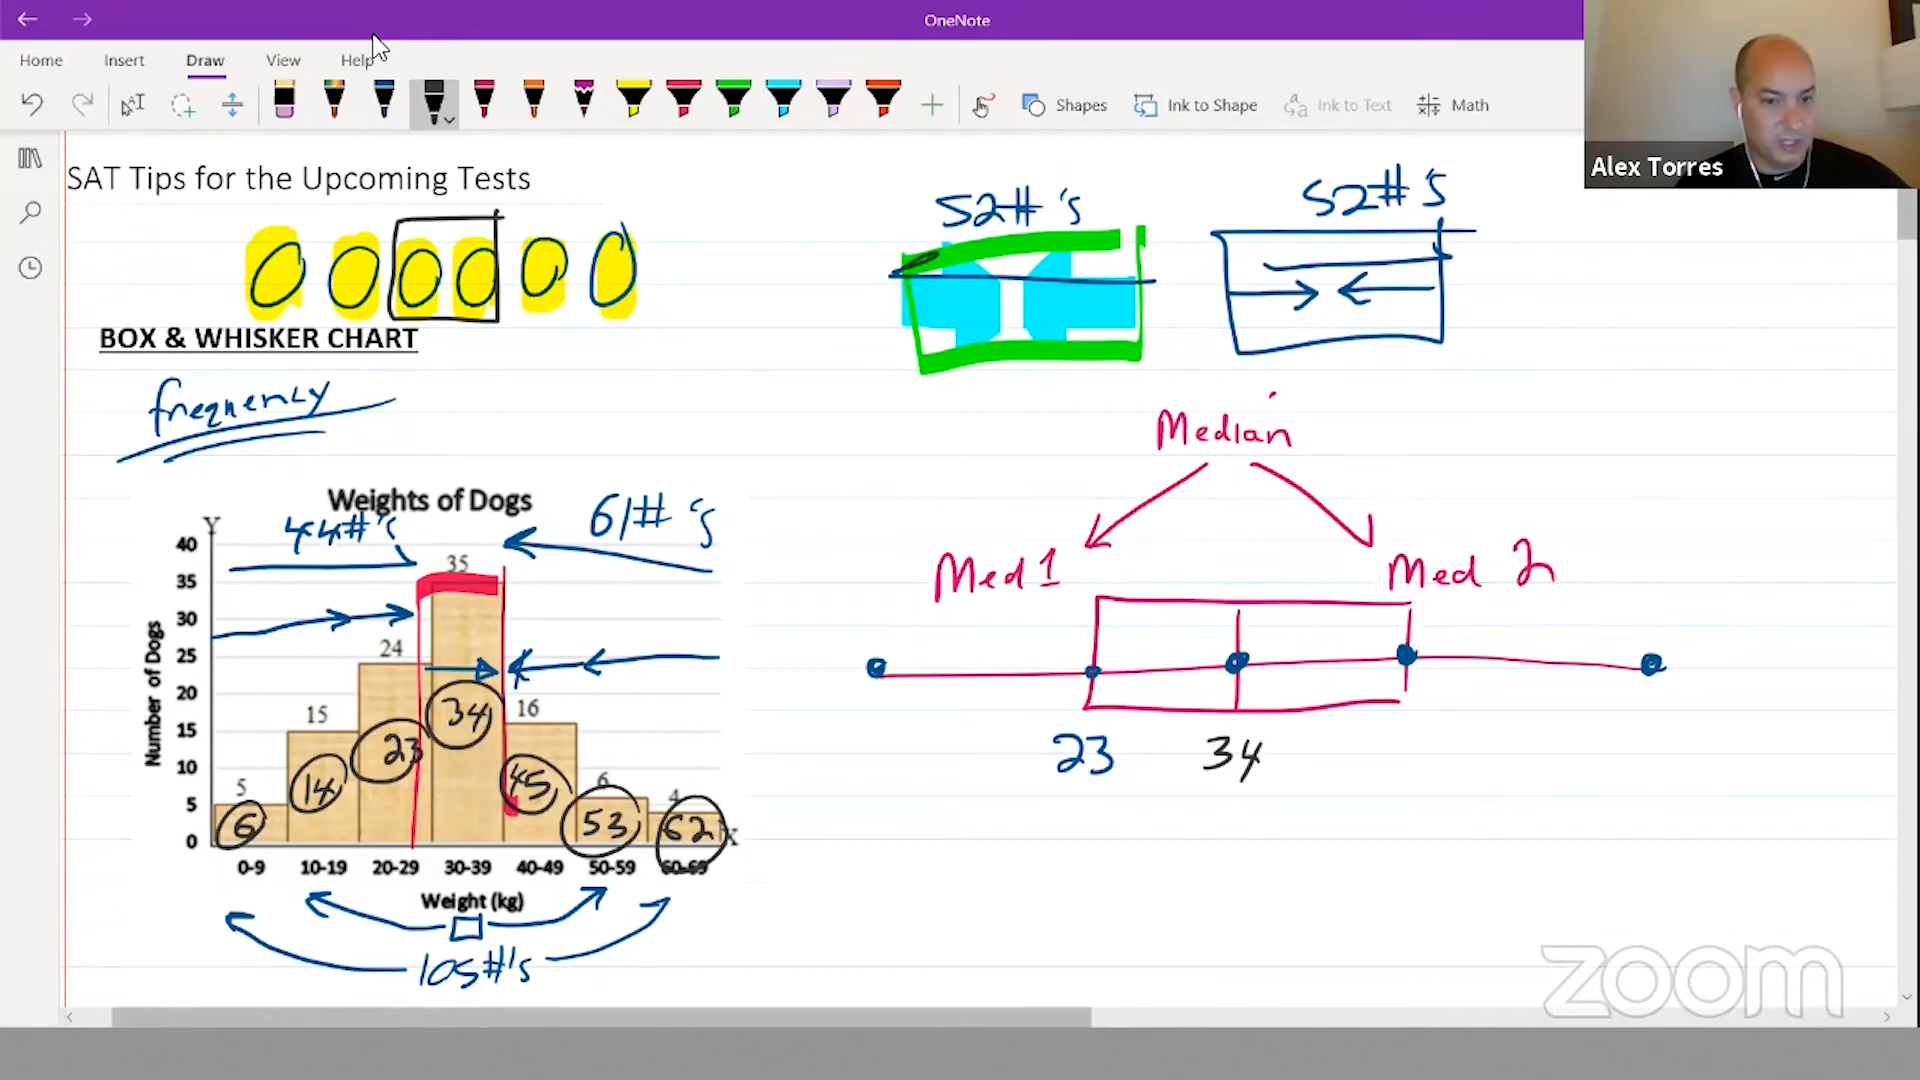 OneNote
Home Insert Draw View Help
Shapes Ink to Shape Ink to Text Math
Alex Torres
SAT Tips for the Upcoming Tests
52#'s 52#'s
BOX & WHISKER CHART
frequency
Median
Med 1 Med 2
23 34
Weights of Dogs
44#'s 61#'s
Y
40
35
30
25
20
15
10
5
0
Number of Dogs
5 15 24 35 16 6 4
6 14 23 34 45 53 62
X
0-9 10-19 20-29 30-39 40-49 50-59 60-69
Weight (kg)
105#'s
zoom